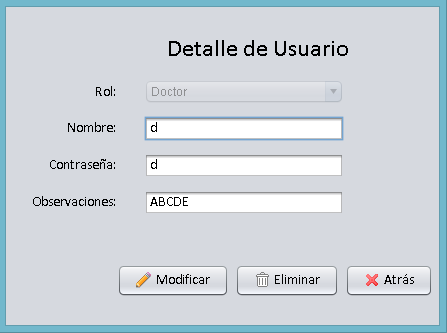 Detalle de Usuario
Rol: Doctor
Nombre: d
Contraseña: d
Observaciones: ABCDE
Modificar Eliminar Atrás